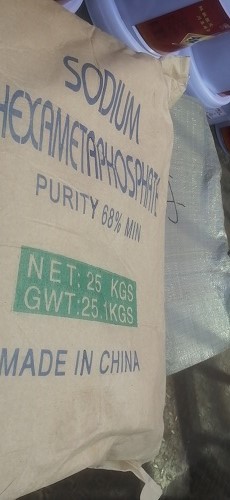 SODIUM
HEXAMETAPHOSPHATE
PURITY 68% MIN
NET: 25 KGS
GWT:25.1KGS
MADE IN CHINA